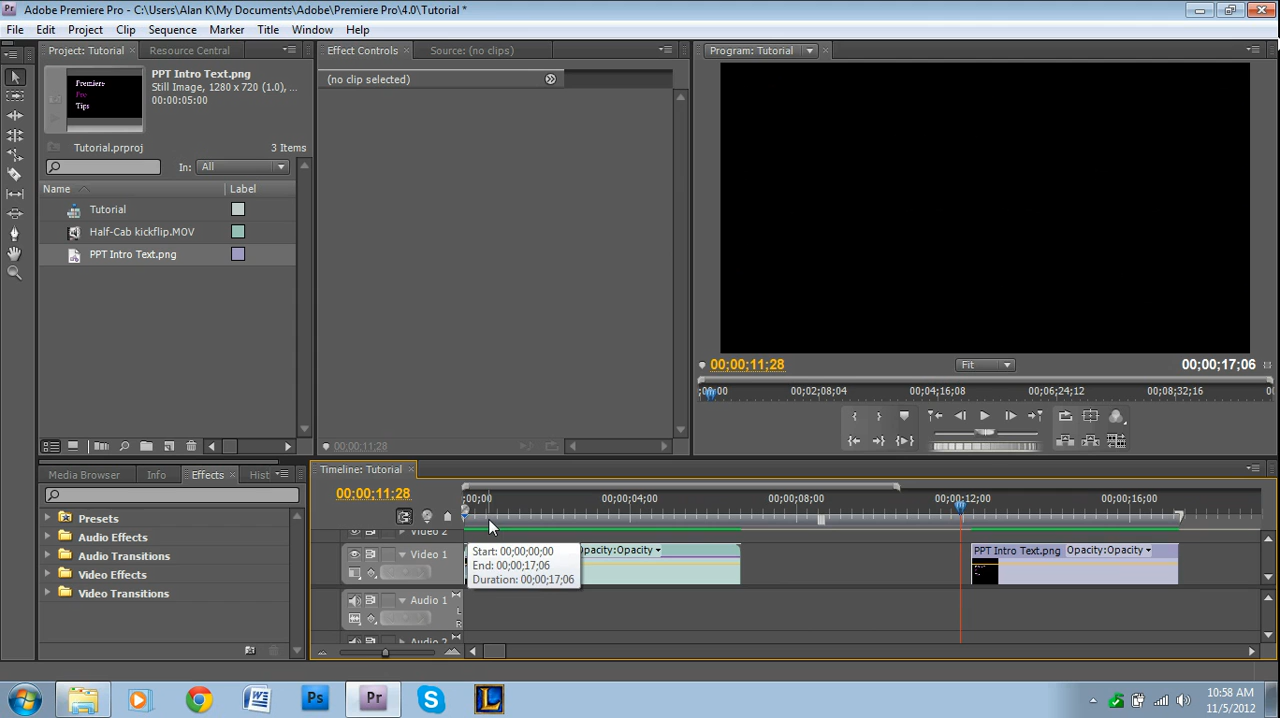 Adobe Premiere Pro - C:\Users\Alan K\My Documents\Adobe\Premiere Pro\4.0\Tutorial *
File Edit Project Clip Sequence Marker Title Window Help
Project: Tutorial × Resource Central
Effect Controls × Source: (no clips)
Program: Tutorial ×
Premiere
Pro
Tips
PPT Intro Text.png
Still Image, 1280 x 720 (1.0), ...
00:00:05:00
(no clip selected)
Tutorial.prproj 3 Items
In: All
Name Label
Tutorial
Half-Cab kickflip.MOV
PPT Intro Text.png
00;00;11;28 Fit 00;00;17;06
;00;00 00;02;08;04 00;04;16;08 00;06;24;12 00;08;32;16
00;00;11;28
Media Browser Info Effects × Hist
Timeline: Tutorial ×
00;00;11;28
;00;00 00;00;04;00 00;00;08;00 00;00;12;00 00;00;16;00
Presets
Audio Effects
Audio Transitions
Video Effects
Video Transitions
Video 2
Video 1
pacity:Opacity
PPT Intro Text.png Opacity:Opacity
Start: 00;00;00;00
End: 00;00;17;06
Duration: 00;00;17;06
Audio 1
L
R
Audio 2
Ps Pr
10:58 AM
11/5/2012